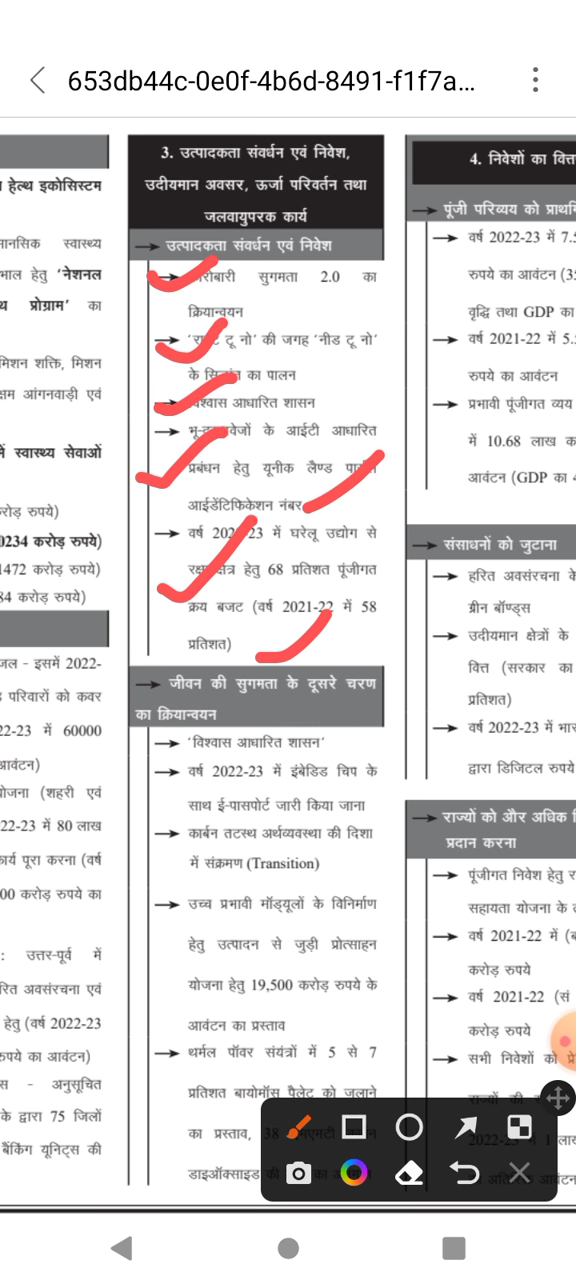 653db44c-0e0f-4b6d-8491-f1f7a...
हेल्थ इकोसिस्टम
मानसिक स्वास्थ्य
भाल हेतु ‘नेशनल
थ प्रोग्राम’ का
मिशन शक्ति, मिशन
क्षम आंगनवाड़ी एवं
में स्वास्थ्य सेवाओं
रोड़ रुपये)
0234 करोड़ रुपये)
1472 करोड़ रुपये)
84 करोड़ रुपये)
जल - इसमें 2022-
परिवारों को कवर
22-23 में 60000
आवंटन)
योजना (शहरी एवं
22-23 में 80 लाख
कार्य पूरा करना (वर्ष
00 करोड़ रुपये का
: उत्तर-पूर्व में
रित अवसंरचना एवं
हेतु (वर्ष 2022-23
रुपये का आवंटन)
स - अनुसूचित
के द्वारा 75 जिलों
बैंकिंग यूनिट्स की
3. उत्पादकता संवर्धन एवं निवेश,
उदीयमान अवसर, ऊर्जा परिवर्तन तथा
जलवायुपरक कार्य
→ उत्पादकता संवर्धन एवं निवेश
→ कारोबारी सुगमता 2.0 का
क्रियान्वयन
→ ‘राइट टू नो’ की जगह ‘नीड टू नो’
के सिद्धांत का पालन
→ विश्वास आधारित शासन
→ भू-दस्तावेजों के आईटी आधारित
प्रबंधन हेतु यूनीक लैण्ड पार्सल
आईडेंटिफिकेशन नंबर
→ वर्ष 2022-23 में घरेलू उद्योग से
रक्षा क्षेत्र हेतु 68 प्रतिशत पूंजीगत
क्रय बजट (वर्ष 2021-22 में 58
प्रतिशत)
→ जीवन की सुगमता के दूसरे चरण
का क्रियान्वयन
→ ‘विश्वास आधारित शासन’
→ वर्ष 2022-23 में इंबेडिड चिप के
साथ ई-पासपोर्ट जारी किया जाना
→ कार्बन तटस्थ अर्थव्यवस्था की दिशा
में संक्रमण (Transition)
→ उच्च प्रभावी मॉड्यूलों के विनिर्माण
हेतु उत्पादन से जुड़ी प्रोत्साहन
योजना हेतु 19,500 करोड़ रुपये के
आवंटन का प्रस्ताव
→ थर्मल पॉवर संयंत्रों में 5 से 7
प्रतिशत बायोमॉस पैलेट को जलाने
का प्रस्ताव, 38 एमएमटी
डाइऑक्साइड
4. निवेशों का वित्त
→ पूंजी परिव्यय को प्राथमि
→ वर्ष 2022-23 में 7.5
रुपये का आवंटन (35
वृद्धि तथा GDP का
→ वर्ष 2021-22 में 5.5
रुपये का आवंटन
→ प्रभावी पूंजीगत व्यय
में 10.68 लाख क
आवंटन (GDP का 4
→ संसाधनों को जुटाना
→ हरित अवसंरचना के
ग्रीन बॉण्ड्स
→ उदीयमान क्षेत्रों के
वित्त (सरकार का
प्रतिशत)
→ वर्ष 2022-23 में भार
द्वारा डिजिटल रुपये
→ राज्यों को और अधिक f
प्रदान करना
→ पूंजीगत निवेश हेतु र
सहायता योजना के त
→ वर्ष 2021-22 में (ब
करोड़ रुपये
→ वर्ष 2021-22 (सं
करोड़ रुपये
→ सभी निवेशों को प्रे
राज्यों की
2022-23 में 1 लाख